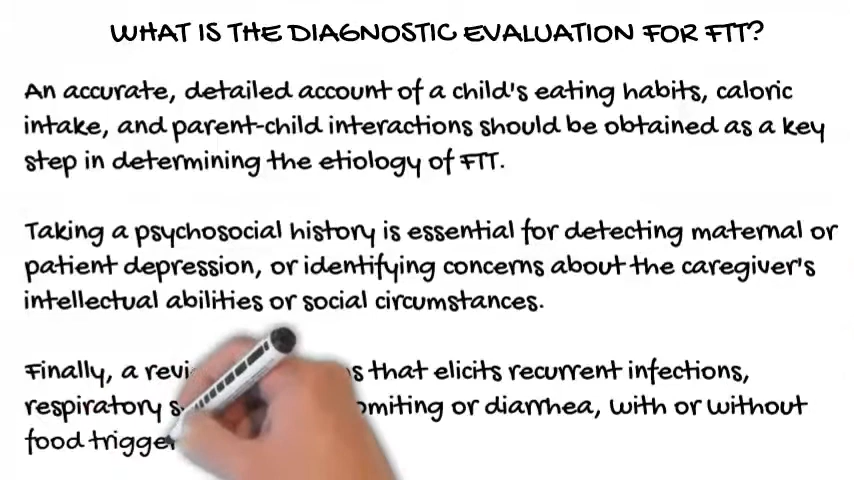 WHAT IS THE DIAGNOSTIC EVALUATION FOR FTT?
An accurate, detailed account of a child's eating habits, caloric
intake, and parent-child interactions should be obtained as a key
step in determining the etiology of FTT.
Taking a psychosocial history is essential for detecting maternal or
patient depression, or identifying concerns about the caregiver's
intellectual abilities or social circumstances.
Finally, a that elicits recurrent infections,
respiratory or diarrhea, with or without
food